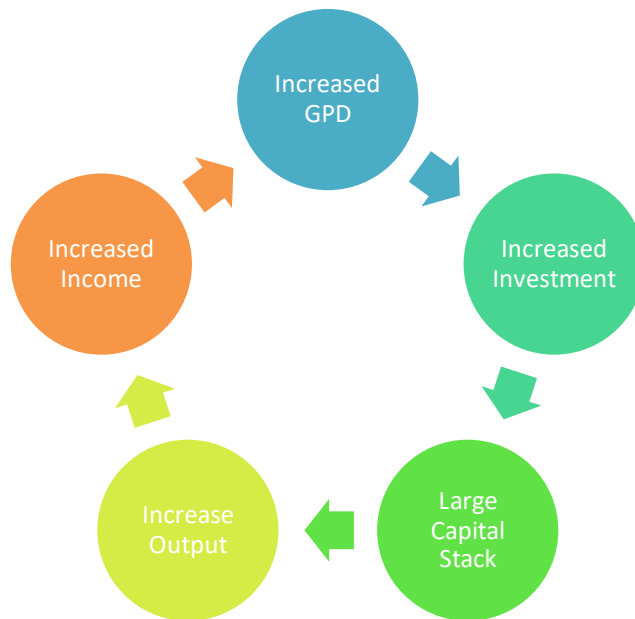 Increased
GPD
Increased
Investment
Large
Capital
Stack
Increase
Output
Increased
Income